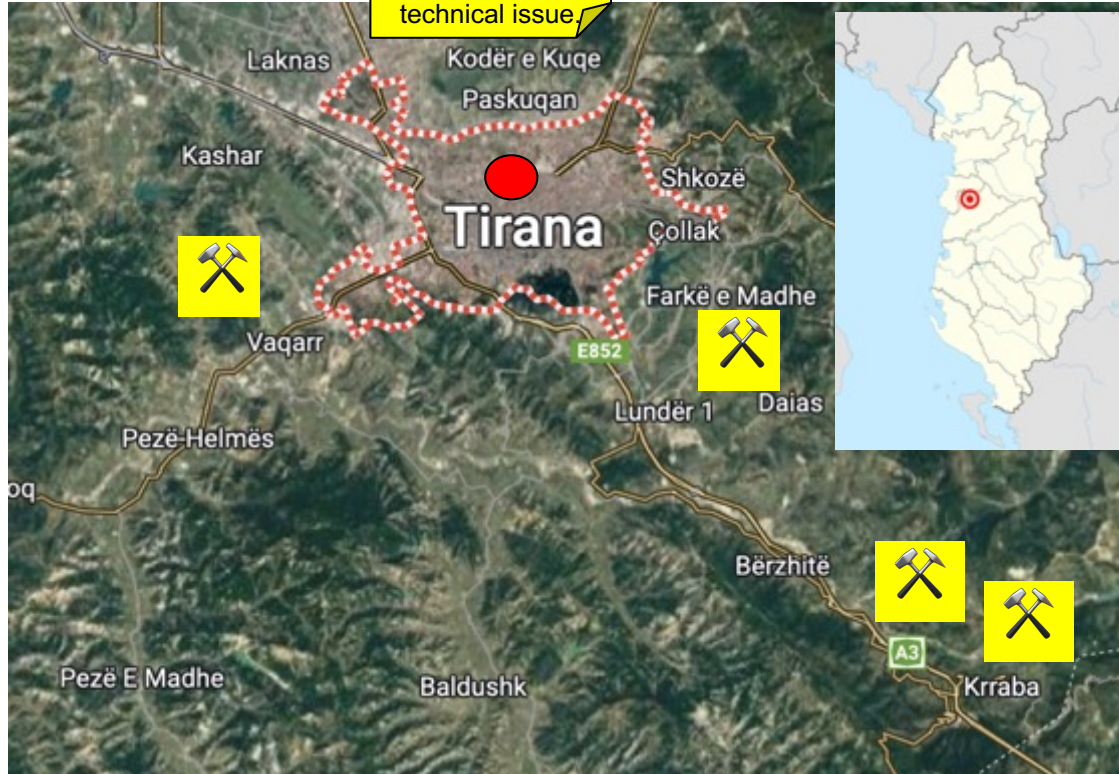 technical issue.
Laknas
Kodër e Kuqe
Paskuqan
Kashar
Shkozë
Tirana
Çollak
Farkë e Madhe
Vaqarr
E852
Lundër 1
Daias
Pezë-Helmës
oq
Bërzhitë
A3
Pezë E Madhe
Baldushk
Krraba